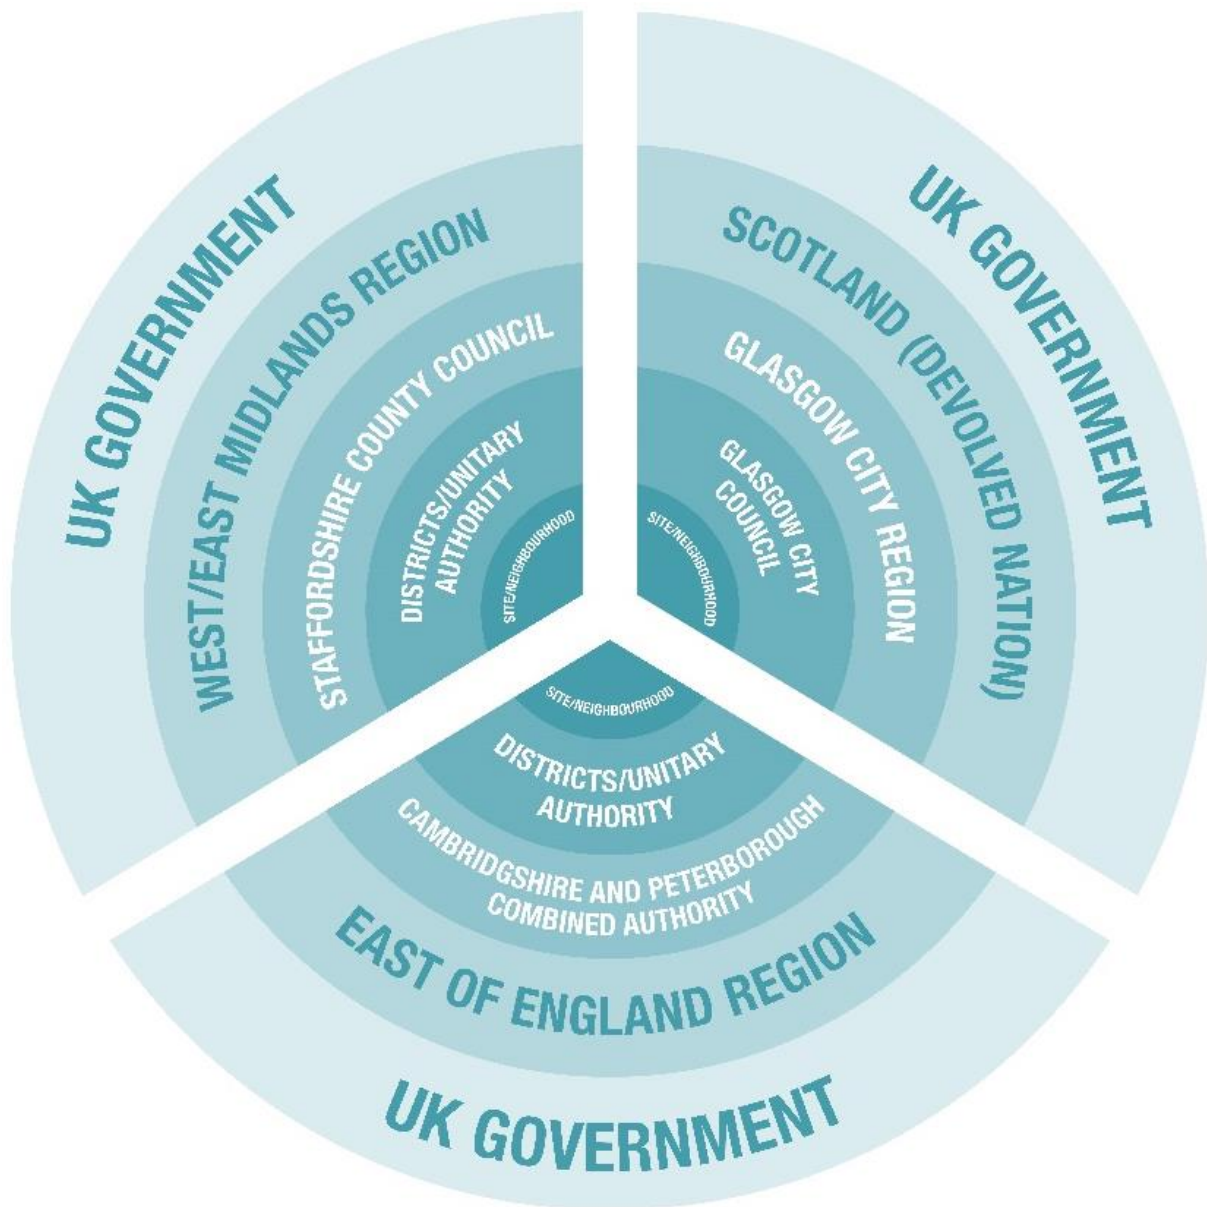 UK GOVERNMENT
WEST/EAST MIDLANDS REGION
STAFFORDSHIRE COUNTY COUNCIL
DISTRICTS/UNITARY
AUTHORITY
SITE/NEIGHBOURHOOD
UK GOVERNMENT
SCOTLAND (DEVOLVED NATION)
GLASGOW CITY REGION
GLASGOW CITY
COUNCIL
SITE/NEIGHBOURHOOD
SITE/NEIGHBOURHOOD
DISTRICTS/UNITARY
AUTHORITY
CAMBRIDGSHIRE AND PETERBOROUGH
COMBINED AUTHORITY
EAST OF ENGLAND REGION
UK GOVERNMENT